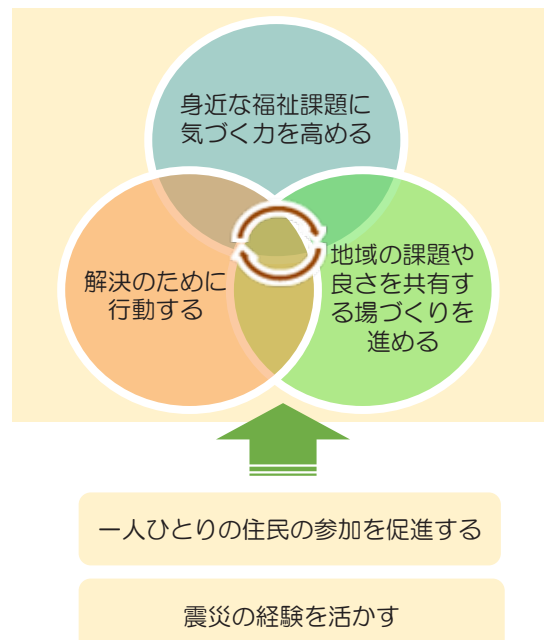 身近な福祉課題に
気づく力を高める
解決のために
行動する
地域の課題や
良さを共有す
る場づくりを
進める
一人ひとりの住民の参加を促進する
震災の経験を活かす